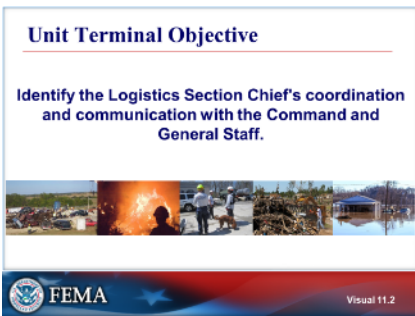 Unit Terminal Objective
Identify the Logistics Section Chief's coordination
and communication with the Command and
General Staff.
FEMA
Visual 11.2